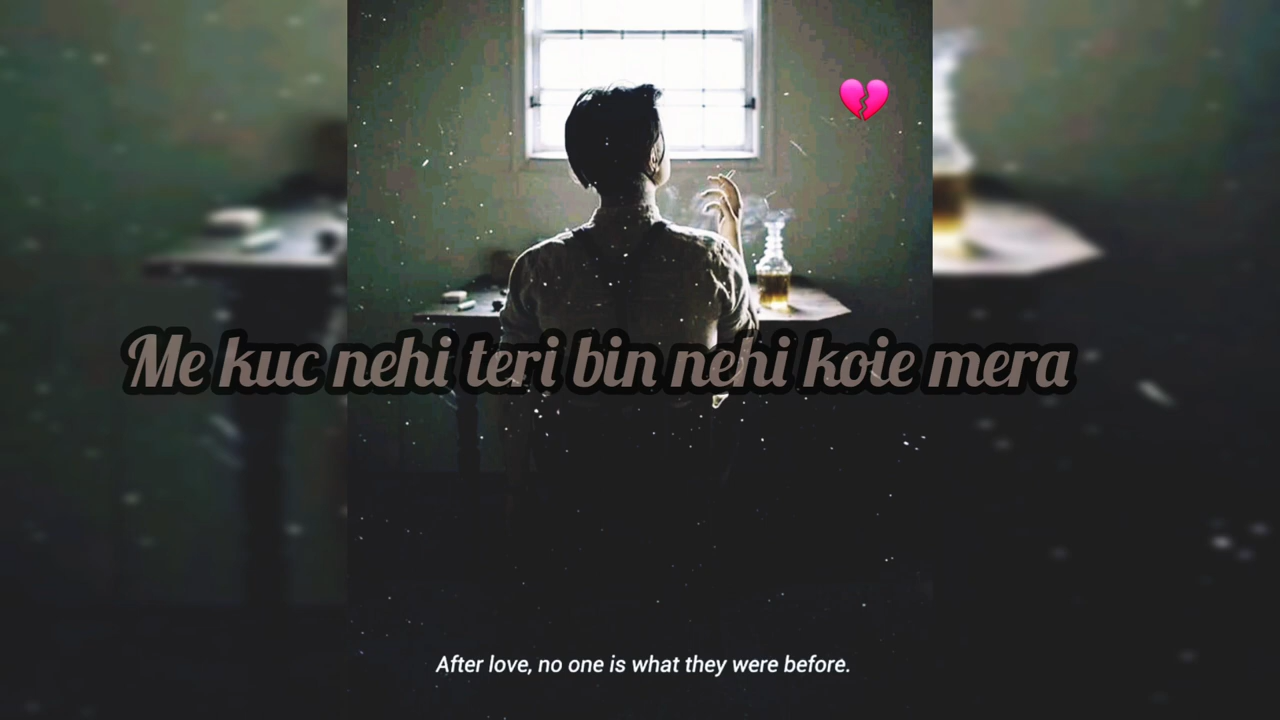 Me kuc nehi teri bin nehi koie mera
After love, no one is what they were before.